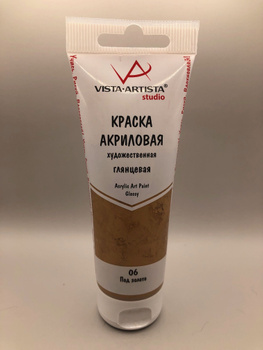 VISTA-ARTISTA®
studio
КРАСКА
АКРИЛОВАЯ
художественная
глянцевая
Acrylic Art Paint
Glossy
06
Под золото